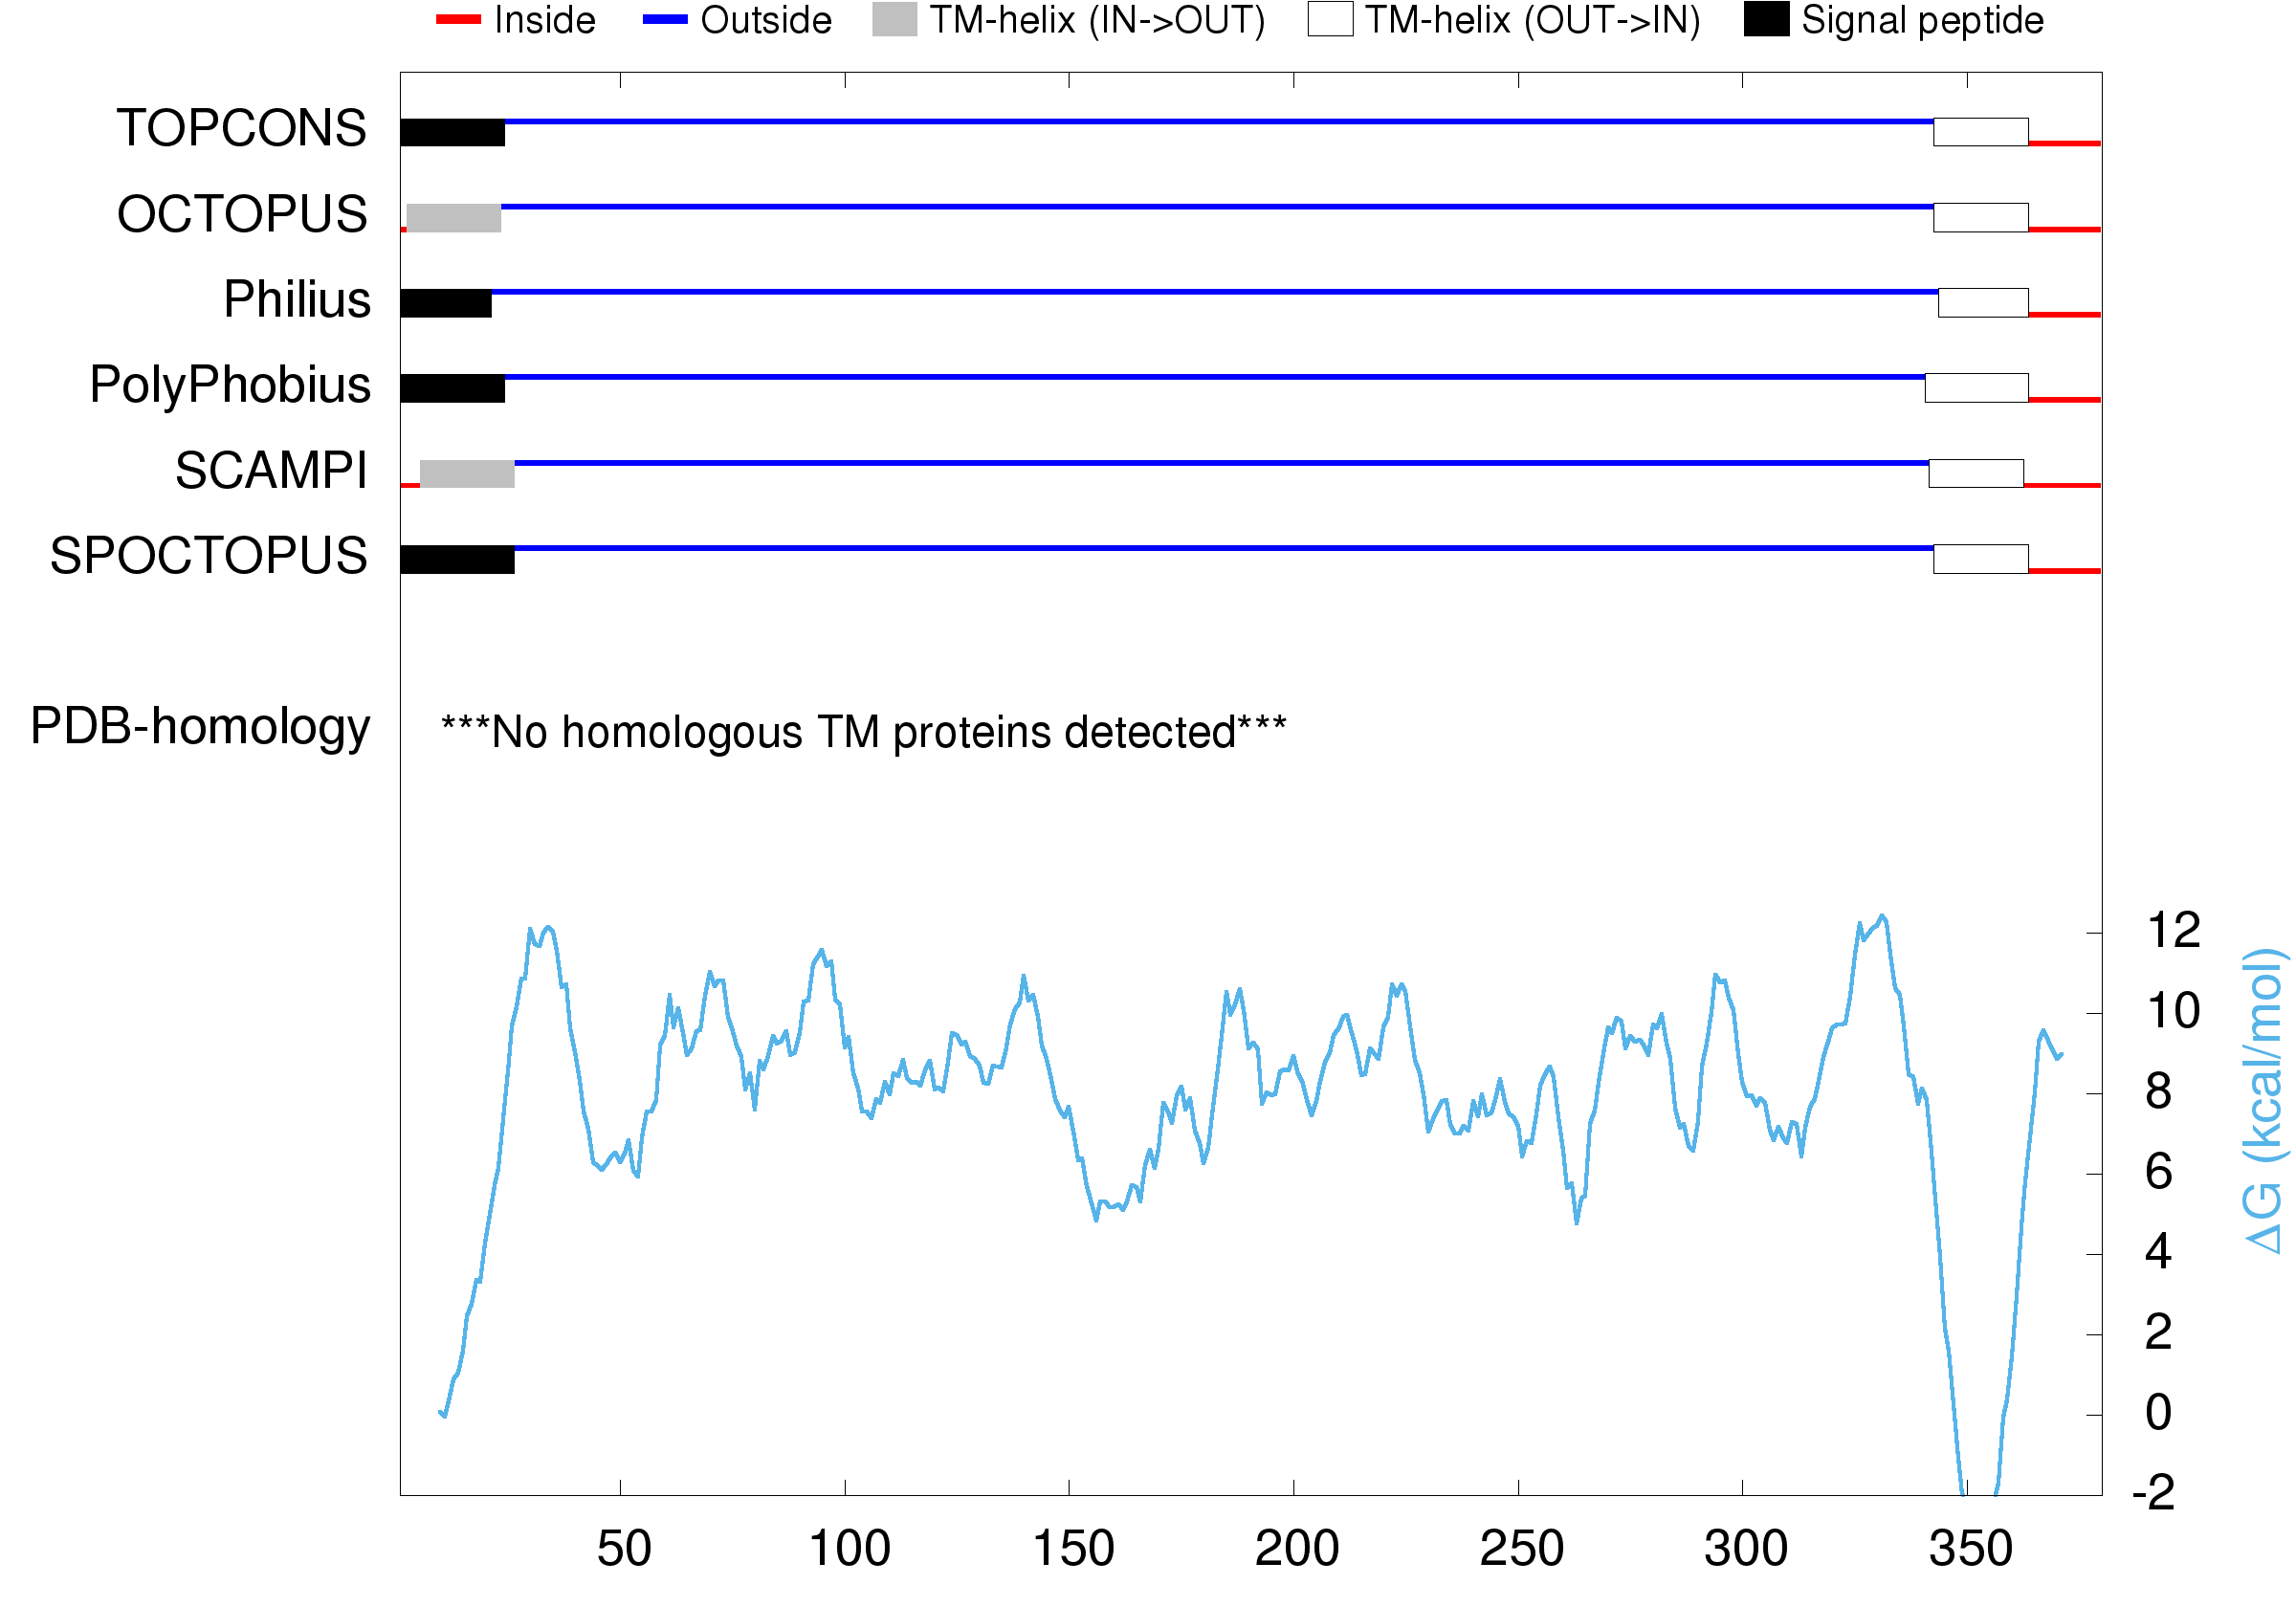 Inside Outside TM-helix (IN->OUT) TM-helix (OUT->IN) Signal peptide
TOPCONS
OCTOPUS
Philius
PolyPhobius
SCAMPI
SPOCTOPUS
PDB-homology ***No homologous TM proteins detected***
12
10
8
6
4
2
0
-2
ΔG (kcal/mol)
50 100 150 200 250 300 350